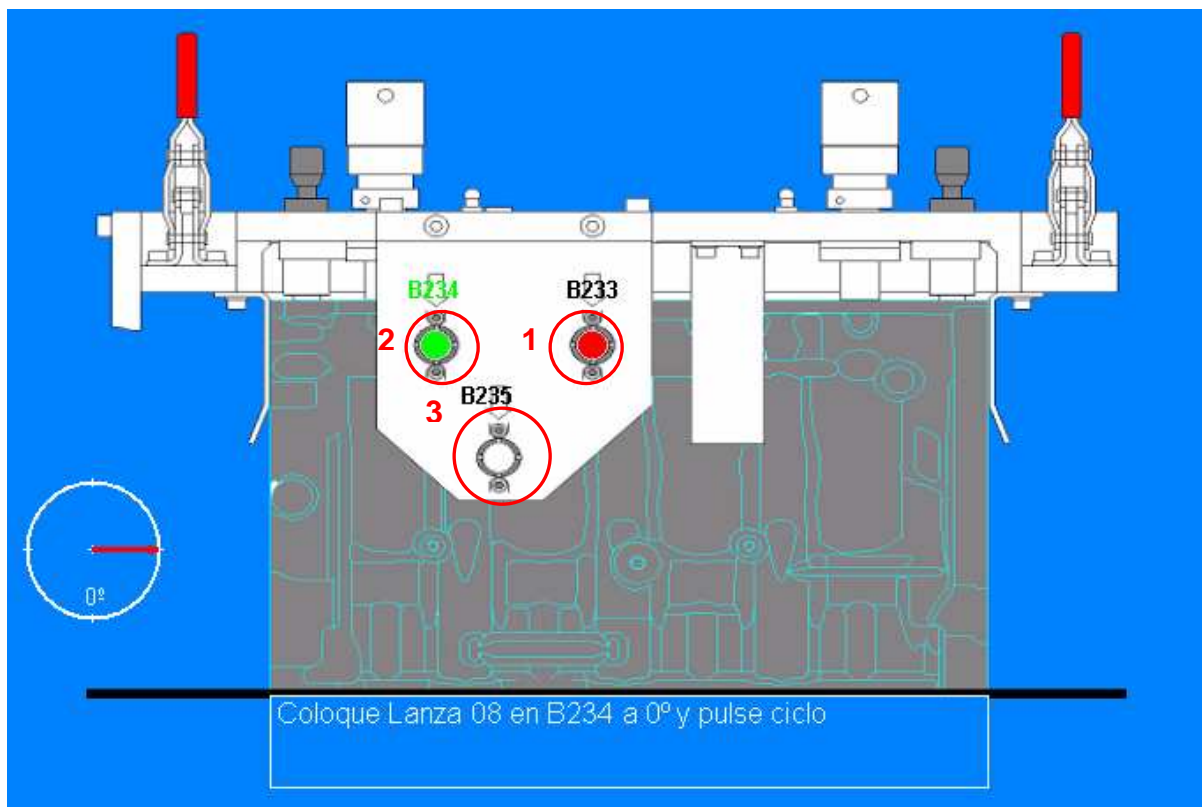 B234 B233
2 1
B235
3
0º
Coloque Lanza 08 en B234 a 0º y pulse ciclo